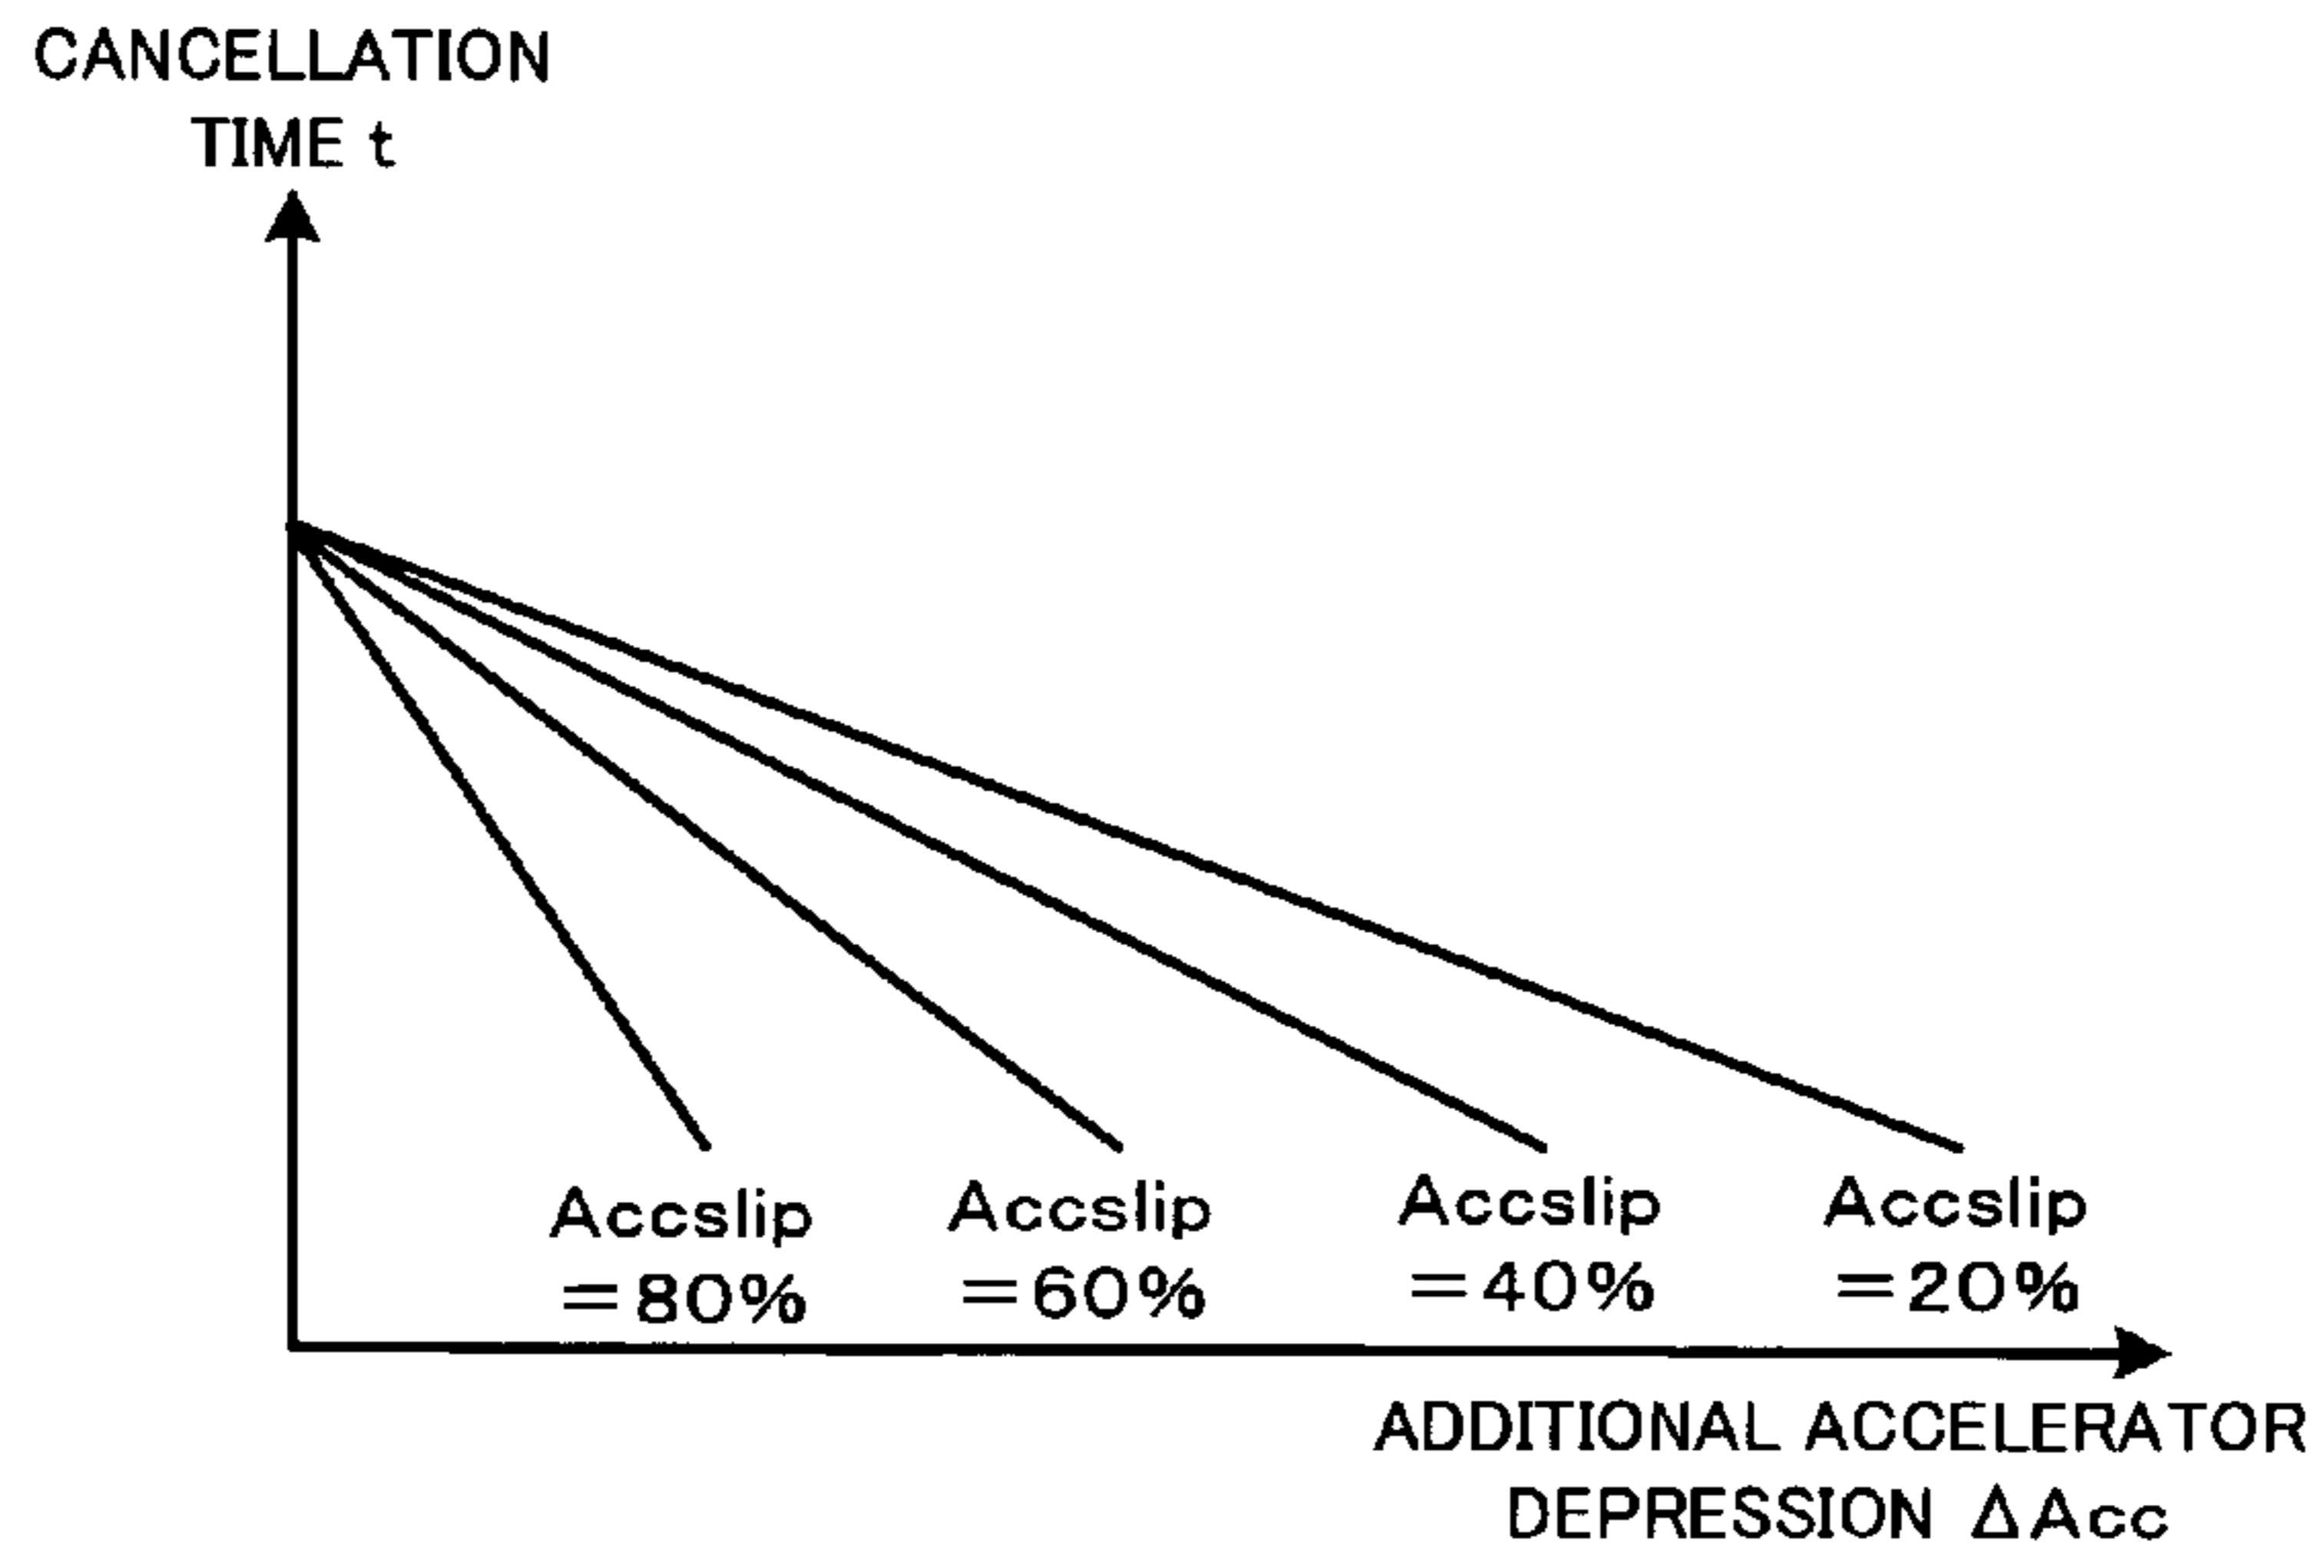 CANCELLATION
TIME t
Accslip
=80%
Accslip
=60%
Accslip
=40%
Accslip
=20%
ADDITIONAL ACCELERATOR
DEPRESSION ΔAcc